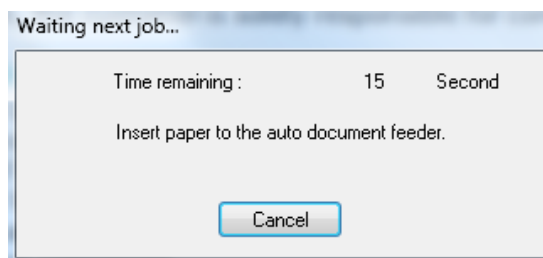 Waiting next job...
Time remaining : 15 Second
Insert paper to the auto document feeder.
Cancel